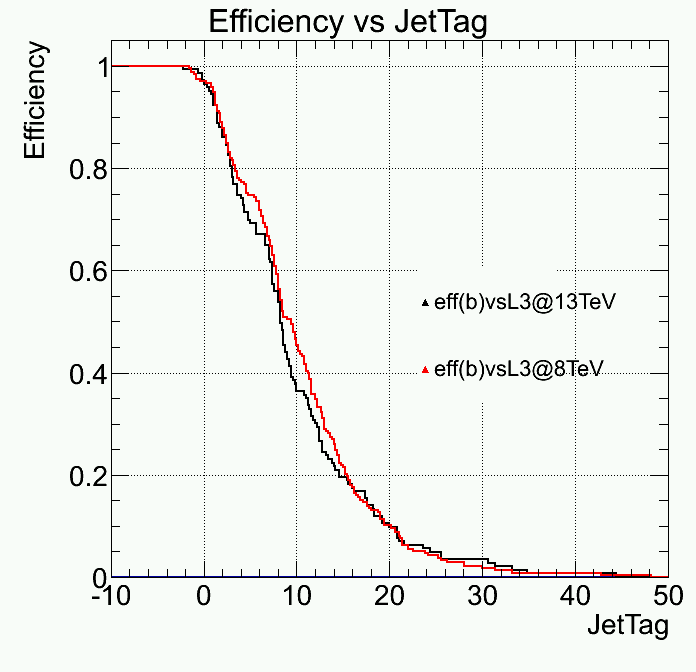 Efficiency vs JetTag
Efficiency
1
0.8
0.6
eff(b)vsL3@13TeV
0.4
eff(b)vsL3@8TeV
0.2
0
-10 0 10 20 30 40 50
JetTag